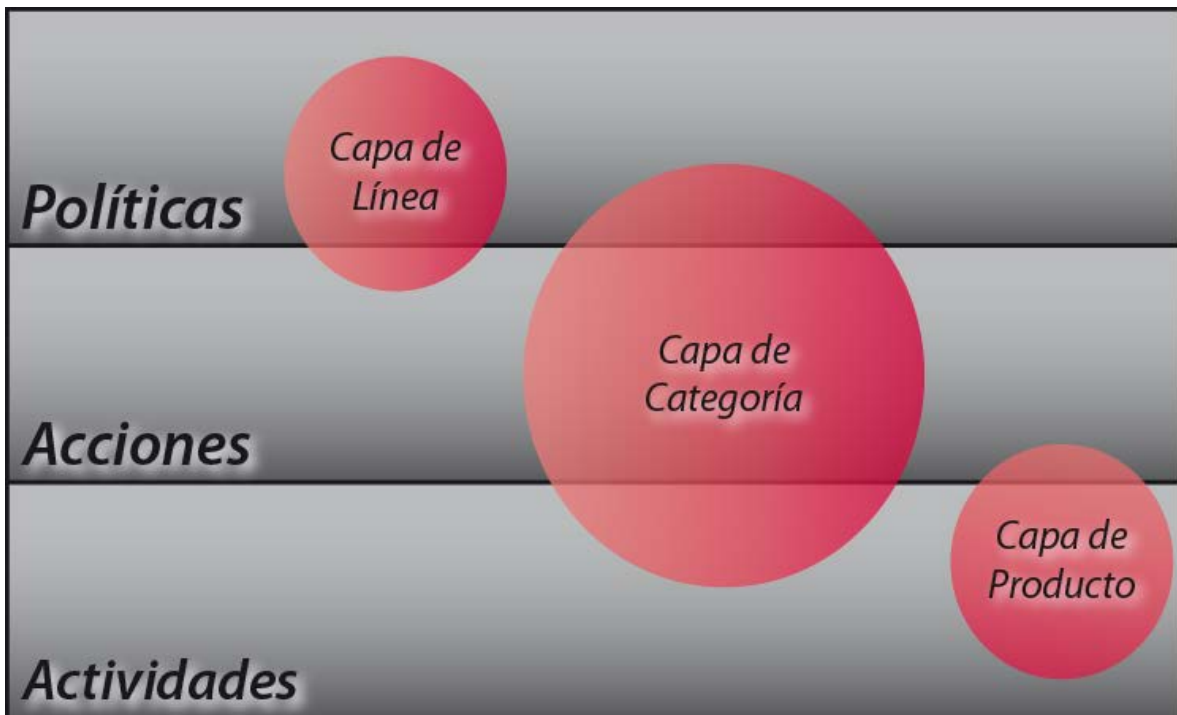 Capa de
Línea
Políticas
Capa de
Categoría
Acciones
Capa de
Producto
Actividades